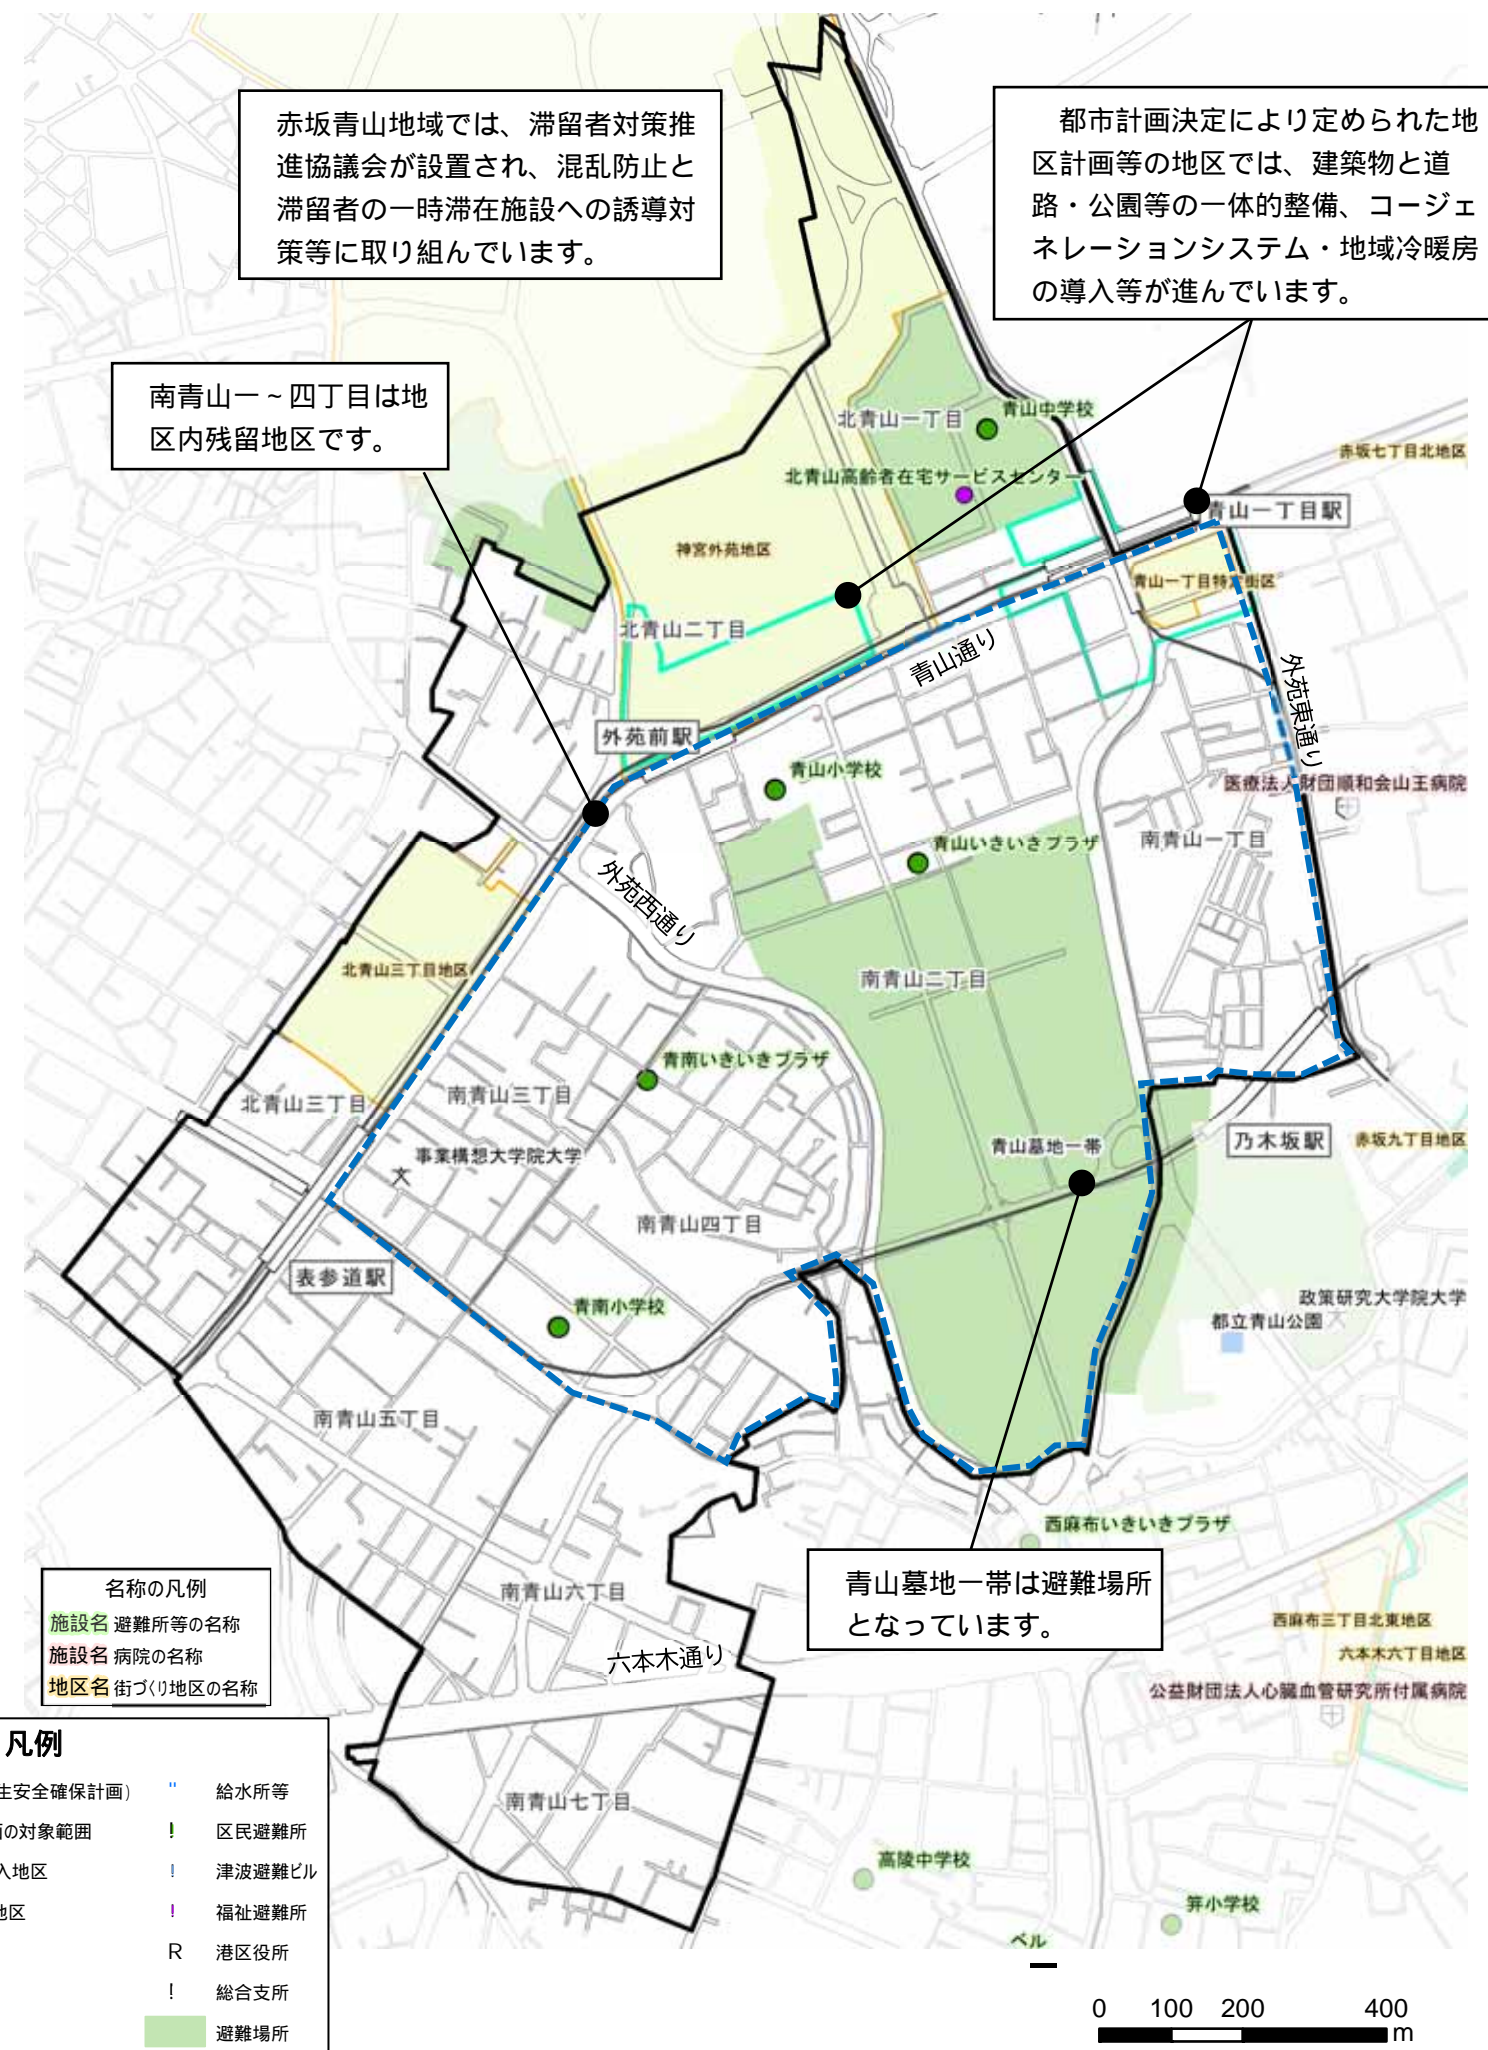 赤坂青山地域では、滞留者対策推
進協議会が設置され、混乱防止と
滞留者の一時滞在施設への誘導対
策等に取り組んでいます。
都市計画決定により定められた地
区計画等の地区では、建築物と道
路・公園等の一体的整備、コージェ
ネレーションシステム・地域冷暖房
の導入等が進んでいます。
南青山一~四丁目は地
区内残留地区です。
北青山一丁目
青山中学校
北青山高齢者在宅サービスセンター
赤坂七丁目北地区
青山一丁目駅
神宮外苑地区
青山一丁目特定街区
北青山二丁目
青山通り
外苑東通り
外苑前駅
青山小学校
医療法人財団順和会山王病院
青山いきいきプラザ
南青山一丁目
外苑西通り
北青山三丁目地区
南青山二丁目
青南いきいきプラザ
南青山三丁目
北青山三丁目
事業構想大学院大学
文
青山墓地一帯
乃木坂駅
赤坂九丁目地区
南青山四丁目
表参道駅
青南小学校
政策研究大学院大学
都立青山公園
文
南青山五丁目
西麻布いきいきプラザ
青山墓地一帯は避難場所
となっています。
南青山六丁目
六本木通り
西麻布三丁目北東地区
六本木六丁目地区
公益財団法人心臓血管研究所付属病院
名称の凡例
施設名 避難所等の名称
施設名 病院の名称
地区名 街づくり地区の名称
凡例
生安全確保計画)
" 給水所等
の対象範囲
! 区民避難所
入地区
! 津波避難ビル
地区
! 福祉避難所
R 港区役所
! 総合支所
避難場所
南青山七丁目
高陵中学校
笄小学校
ベル
0 100 200 400
m